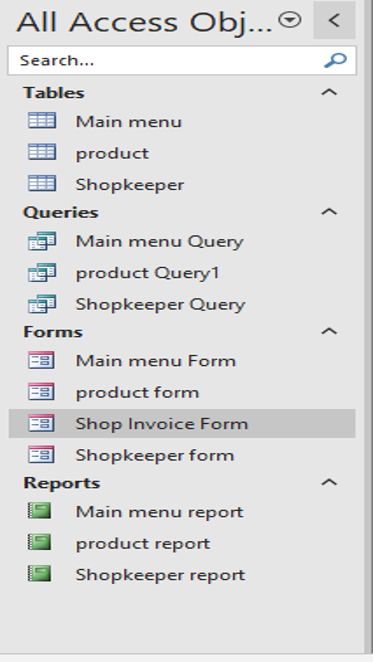 All Access Obj...
Search...
Tables
Main menu
product
Shopkeeper
Queries
Main menu Query
product Query1
Shopkeeper Query
Forms
Main menu Form
product form
Shop Invoice Form
Shopkeeper form
Reports
Main menu report
product report
Shopkeeper report